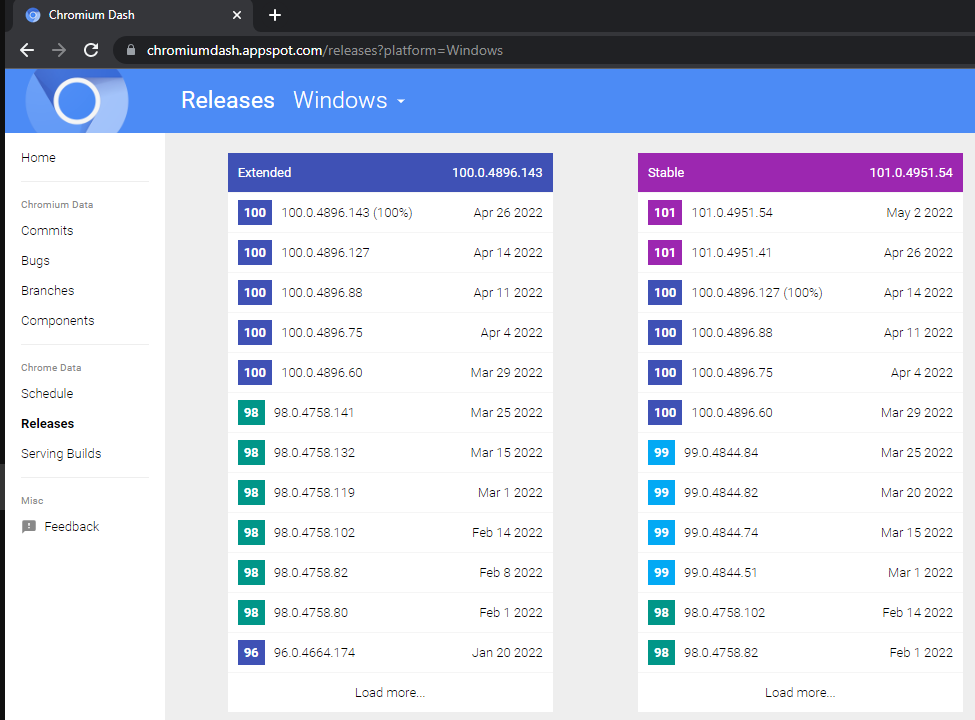 Chromium Dash
chromiumdash.appspot.com/releases?platform=Windows
Releases Windows
Home
Chromium Data
Commits
Bugs
Branches
Components
Chrome Data
Schedule
Releases
Serving Builds
Misc
Feedback
Extended 100.0.4896.143
100 100.0.4896.143 (100%) Apr 26 2022
100 100.0.4896.127 Apr 14 2022
100 100.0.4896.88 Apr 11 2022
100 100.0.4896.75 Apr 4 2022
100 100.0.4896.60 Mar 29 2022
98 98.0.4758.141 Mar 25 2022
98 98.0.4758.132 Mar 15 2022
98 98.0.4758.119 Mar 1 2022
98 98.0.4758.102 Feb 14 2022
98 98.0.4758.82 Feb 8 2022
98 98.0.4758.80 Feb 1 2022
96 96.0.4664.174 Jan 20 2022
Load more...
Stable 101.0.4951.54
101 101.0.4951.54 May 2 2022
101 101.0.4951.41 Apr 26 2022
100 100.0.4896.127 (100%) Apr 14 2022
100 100.0.4896.88 Apr 11 2022
100 100.0.4896.75 Apr 4 2022
100 100.0.4896.60 Mar 29 2022
99 99.0.4844.84 Mar 25 2022
99 99.0.4844.82 Mar 20 2022
99 99.0.4844.74 Mar 15 2022
99 99.0.4844.51 Mar 1 2022
98 98.0.4758.102 Feb 14 2022
98 98.0.4758.82 Feb 1 2022
Load more...